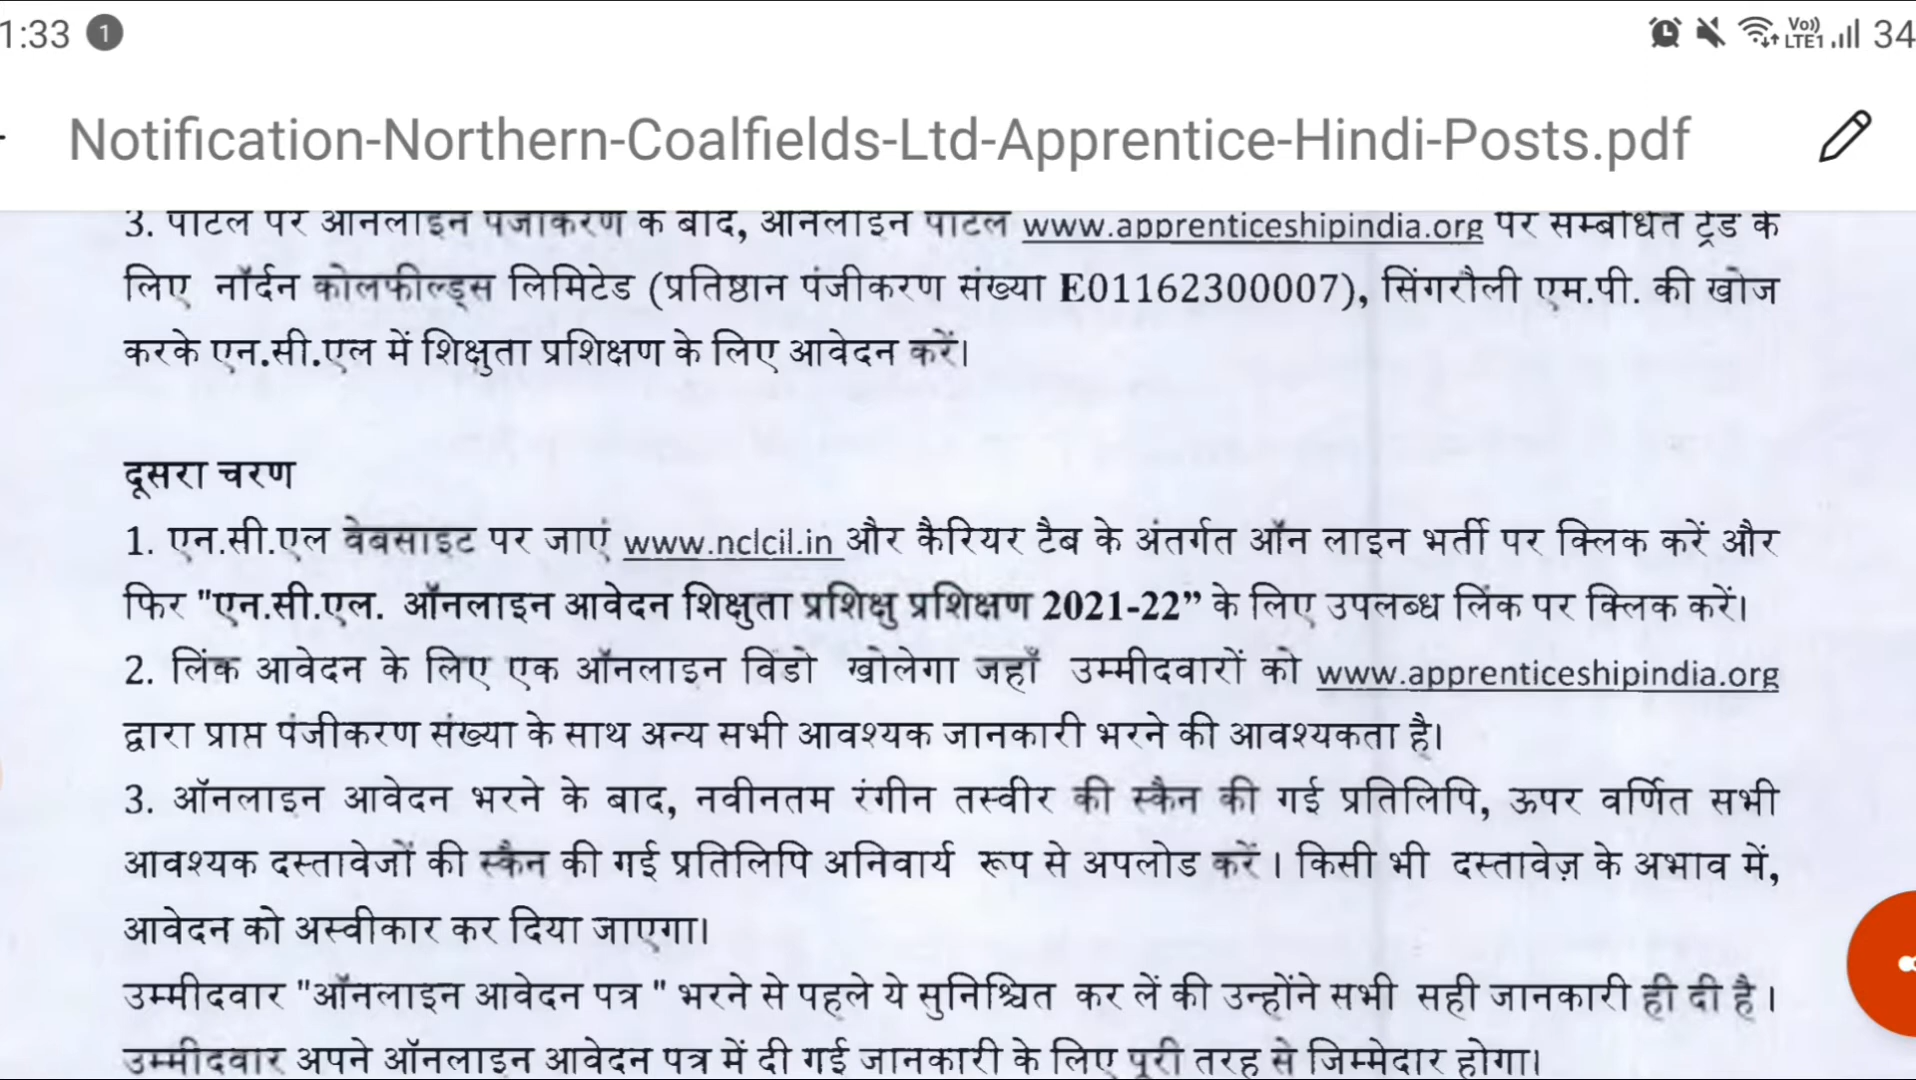 1:33 1 Vo)) LTE1 34
Notification-Northern-Coalfields-Ltd-Apprentice-Hindi-Posts.pdf
3. पोर्टल पर ऑनलाइन पंजीकरण के बाद, ऑनलाइन पोर्टल www.apprenticeshipindia.org पर सम्बंधित ट्रेड के
लिए नॉर्दन कोलफील्ड्स लिमिटेड (प्रतिष्ठान पंजीकरण संख्या E01162300007), सिंगरौली एम.पी. की खोज
करके एन.सी.एल में शिक्षुता प्रशिक्षण के लिए आवेदन करें।
दूसरा चरण
1. एन.सी.एल वेबसाइट पर जाएं www.nclcil.in और कैरियर टैब के अंतर्गत ऑन लाइन भर्ती पर क्लिक करें और
फिर "एन.सी.एल. ऑनलाइन आवेदन शिक्षुता प्रशिक्षु प्रशिक्षण 2021-22” के लिए उपलब्ध लिंक पर क्लिक करें।
2. लिंक आवेदन के लिए एक ऑनलाइन विंडो खोलेगा जहाँ उम्मीदवारों को www.apprenticeshipindia.org
द्वारा प्राप्त पंजीकरण संख्या के साथ अन्य सभी आवश्यक जानकारी भरने की आवश्यकता है।
3. ऑनलाइन आवेदन भरने के बाद, नवीनतम रंगीन तस्वीर की स्कैन की गई प्रतिलिपि, ऊपर वर्णित सभी
आवश्यक दस्तावेजों की स्कैन की गई प्रतिलिपि अनिवार्य रूप से अपलोड करें । किसी भी दस्तावेज़ के अभाव में,
आवेदन को अस्वीकार कर दिया जाएगा।
उम्मीदवार "ऑनलाइन आवेदन पत्र " भरने से पहले ये सुनिश्चित कर लें की उन्होंने सभी सही जानकारी ही दी है ।
उम्मीदवार अपने ऑनलाइन आवेदन पत्र में दी गई जानकारी के लिए पूरी तरह से जिम्मेदार होगा।